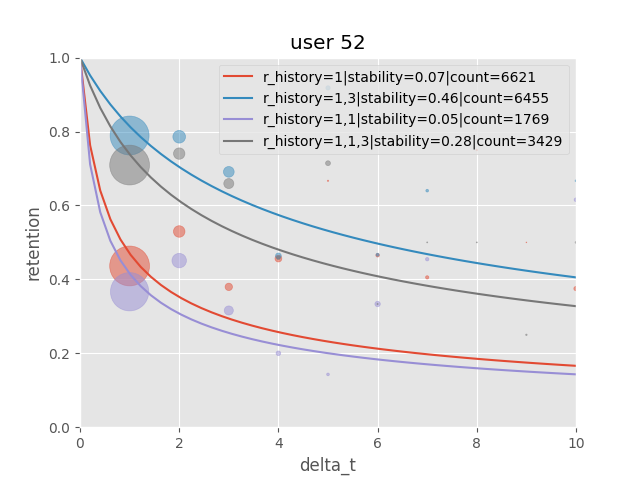 user 52
r_history=1|stability=0.07|count=6621
r_history=1,3|stability=0.46|count=6455
r_history=1,1|stability=0.05|count=1769
r_history=1,1,3|stability=0.28|count=3429
1.0
0.8
0.6
0.4
0.2
0.0
retention
0 2 4 6 8 10
delta_t